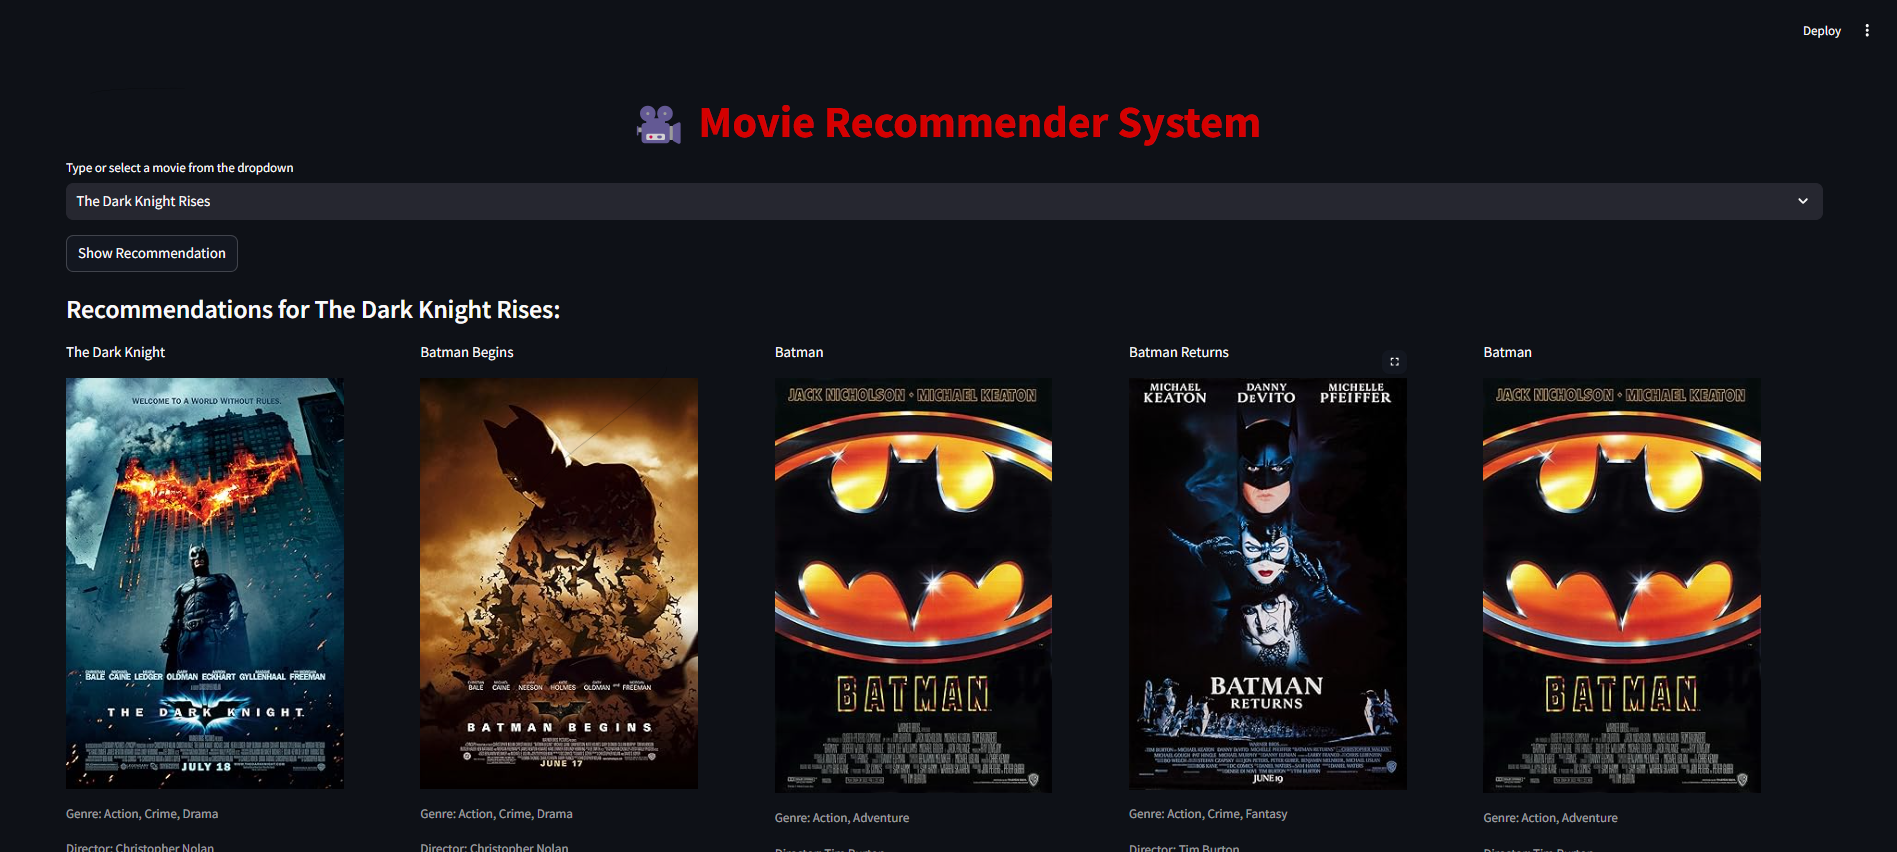 Deploy
Movie Recommender System
Type or select a movie from the dropdown
The Dark Knight Rises
Show Recommendation
Recommendations for The Dark Knight Rises:
The Dark Knight
WELCOME TO A WORLD WITHOUT RULES.
BALE CAINE LEDGER OLDMAN ECKHART GYLLENHAAL FREEMAN
THE DARK KNIGHT
JULY 18
Genre: Action, Crime, Drama
Director: Christopher Nolan
Batman Begins
BALE CAINE NEESON HOLMES OLDMAN FREEMAN
BATMAN BEGINS
JUNE 17
Genre: Action, Crime, Drama
Director: Christopher Nolan
Batman
JACK NICHOLSON • MICHAEL KEATON
BATMAN
Genre: Action, Adventure
Director: Tim Burton
Batman Returns
MICHAEL KEATON
DANNY DEVITO
MICHELLE PFEIFFER
BATMAN
RETURNS
JUNE 19
Genre: Action, Crime, Fantasy
Director: Tim Burton
Batman
JACK NICHOLSON • MICHAEL KEATON
BATMAN
Genre: Action, Adventure
Director: Tim Burton